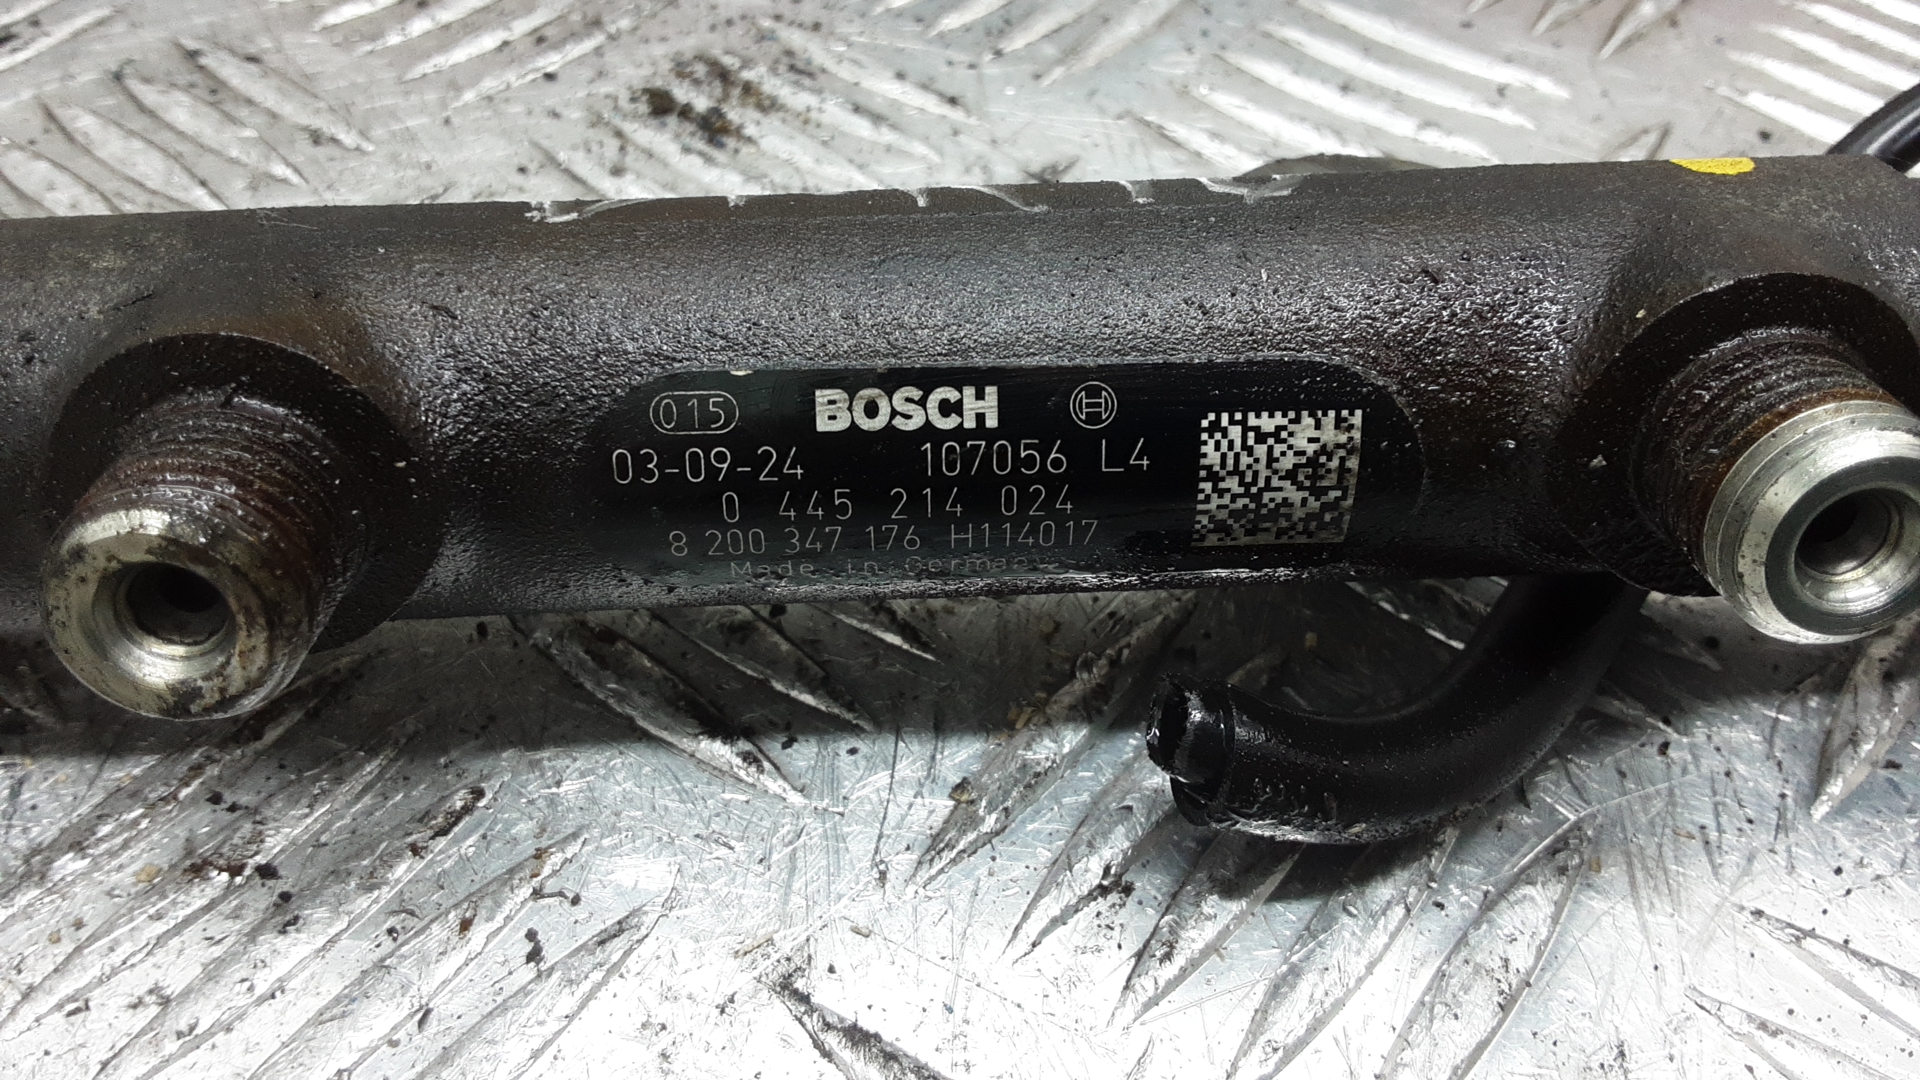 015 BOSCH
03-09-24 107056 L4
0 445 214 024
8 200 347 176 H114017
Made in Germany